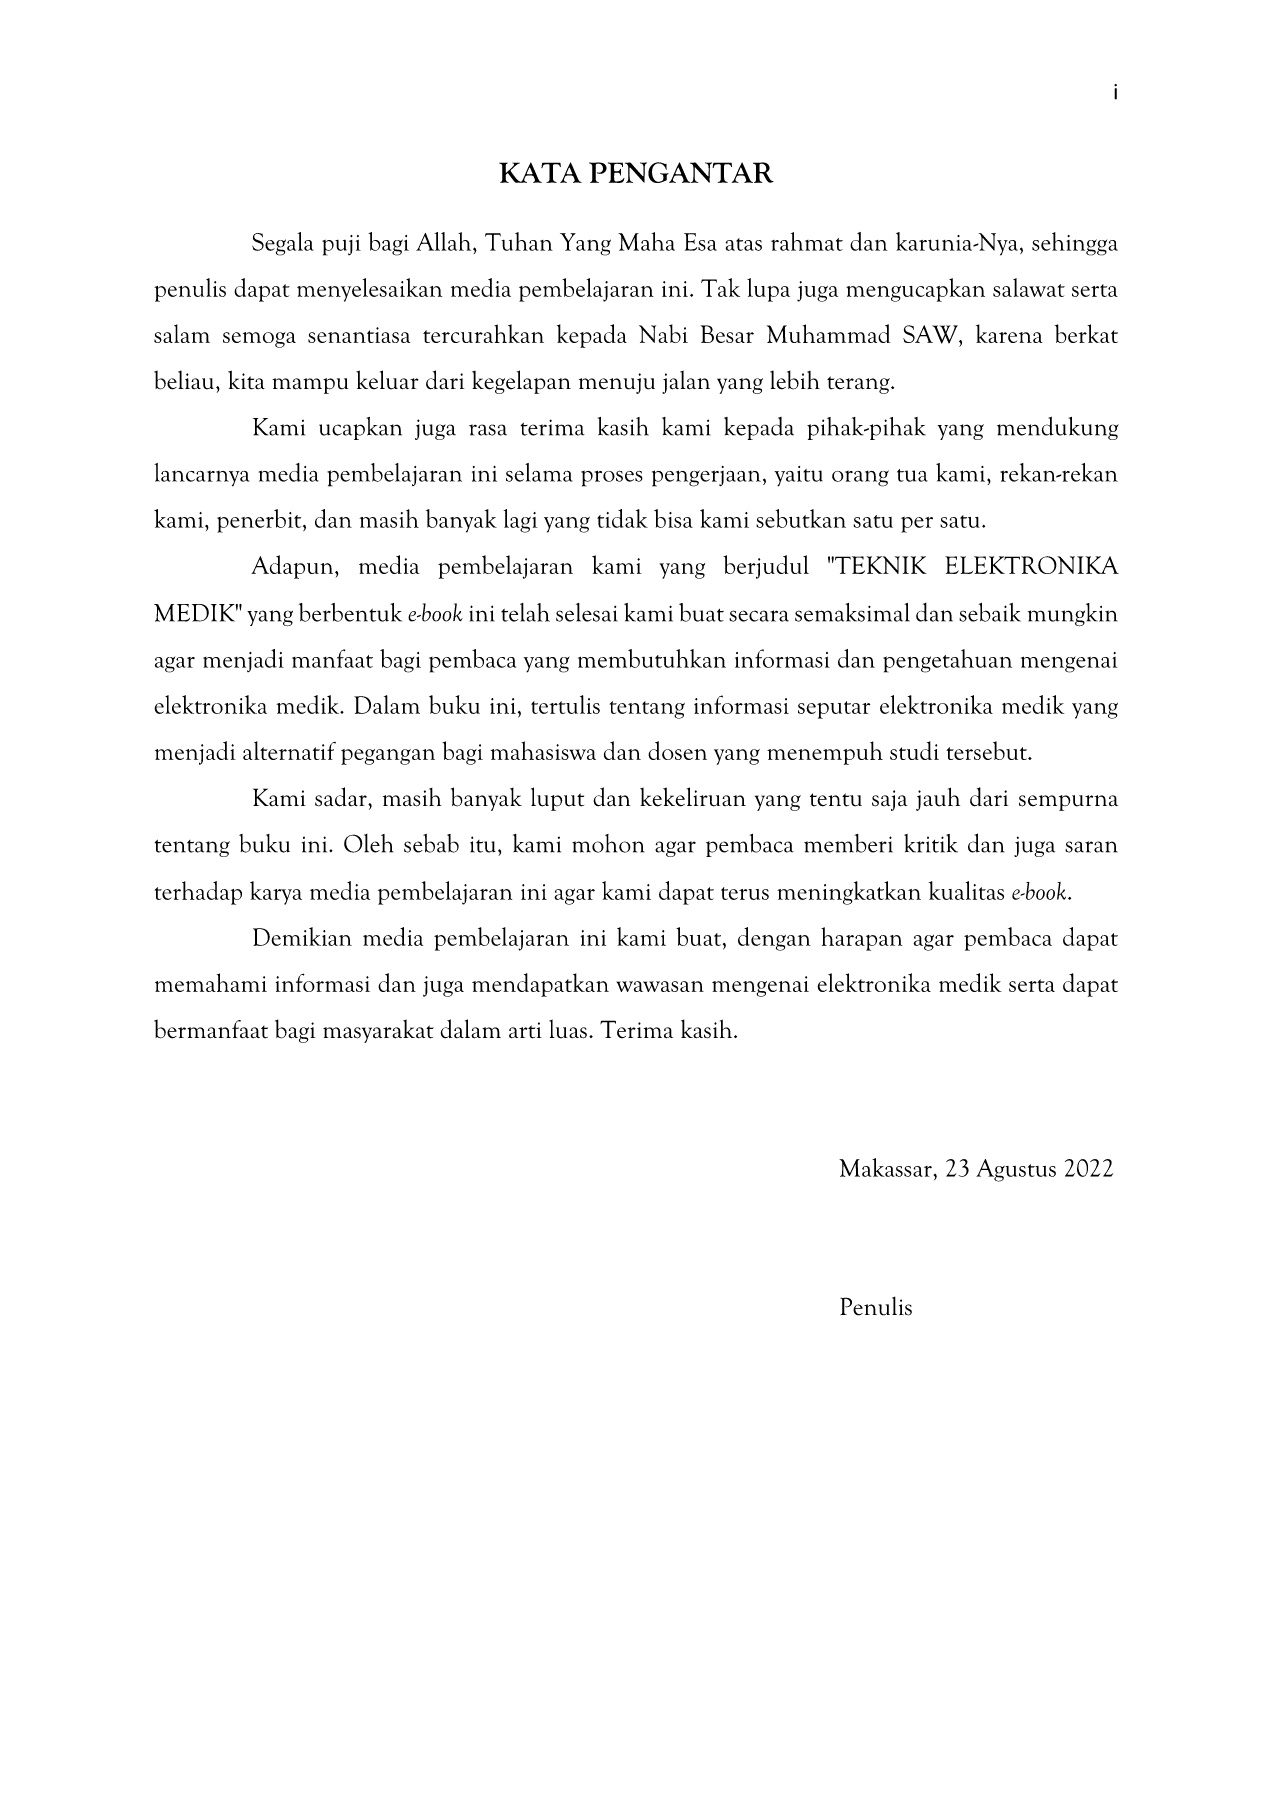 i
KATA PENGANTAR
Segala puji bagi Allah, Tuhan Yang Maha Esa atas rahmat dan karunia-Nya, sehingga
penulis dapat menyelesaikan media pembelajaran ini. Tak lupa juga mengucapkan salawat serta
salam semoga senantiasa tercurahkan kepada Nabi Besar Muhammad SAW, karena berkat
beliau, kita mampu keluar dari kegelapan menuju jalan yang lebih terang.
Kami ucapkan juga rasa terima kasih kami kepada pihak-pihak yang mendukung
lancarnya media pembelajaran ini selama proses pengerjaan, yaitu orang tua kami, rekan-rekan
kami, penerbit, dan masih banyak lagi yang tidak bisa kami sebutkan satu per satu.
Adapun, media pembelajaran kami yang berjudul "TEKNIK ELEKTRONIKA
MEDIK" yang berbentuk e-book ini telah selesai kami buat secara semaksimal dan sebaik mungkin
agar menjadi manfaat bagi pembaca yang membutuhkan informasi dan pengetahuan mengenai
elektronika medik. Dalam buku ini, tertulis tentang informasi seputar elektronika medik yang
menjadi alternatif pegangan bagi mahasiswa dan dosen yang menempuh studi tersebut.
Kami sadar, masih banyak luput dan kekeliruan yang tentu saja jauh dari sempurna
tentang buku ini. Oleh sebab itu, kami mohon agar pembaca memberi kritik dan juga saran
terhadap karya media pembelajaran ini agar kami dapat terus meningkatkan kualitas e-book.
Demikian media pembelajaran ini kami buat, dengan harapan agar pembaca dapat
memahami informasi dan juga mendapatkan wawasan mengenai elektronika medik serta dapat
bermanfaat bagi masyarakat dalam arti luas. Terima kasih.
Makassar, 23 Agustus 2022
Penulis